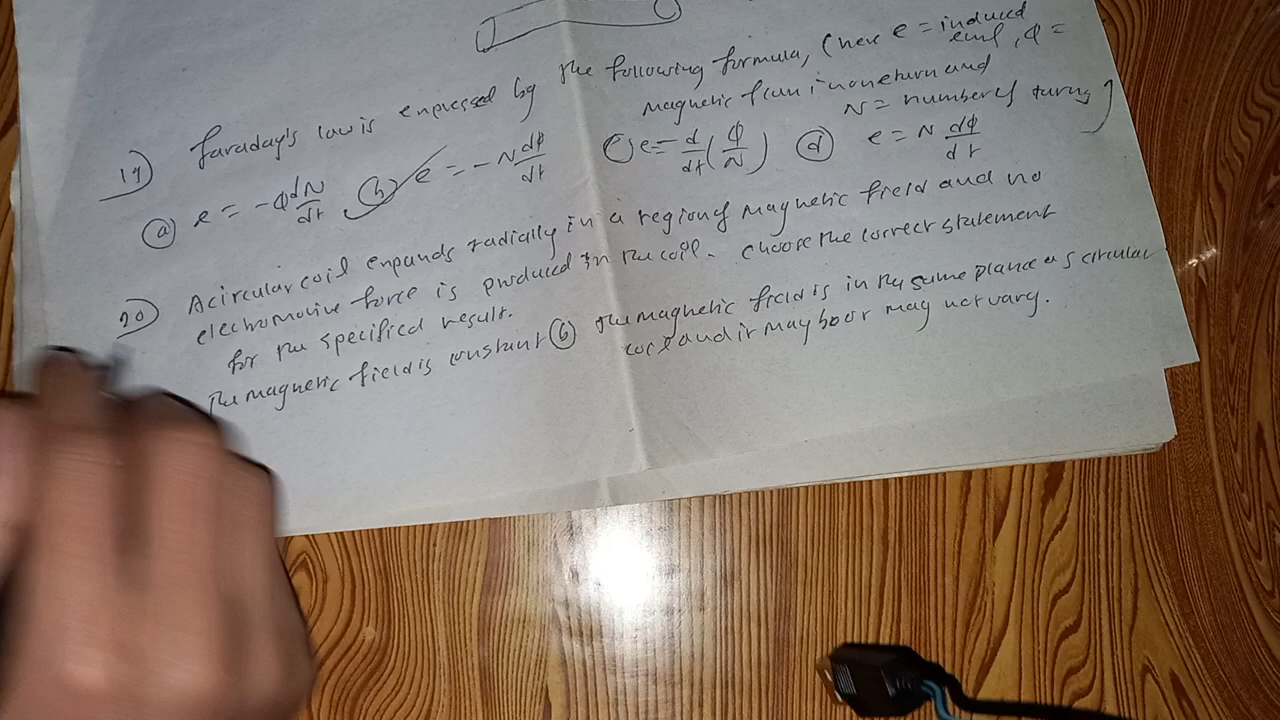 19) Faraday's law is expressed by the following formula, (here e = induced emf, φ =
magnetic flux in one turn and
N = number of turns)
(a) e = -φ dN/dt (b) e = -N dφ/dt (c) e = -d/dt (φ/N) (d) e = N dφ/dt
20) A circular coil expands radially in a region of magnetic field and no
electromotive force is produced in the coil. choose the correct statement
for the specified result.
The magnetic field is constant (b) The magnetic field is in the same plane as circular
coil and it may be or may not vary.